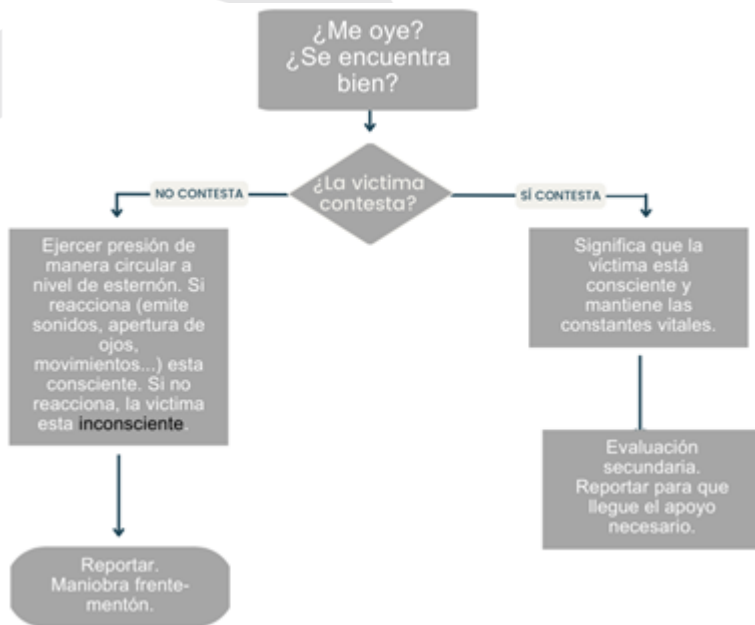 ¿Me oye?
¿Se encuentra
bien?
¿La victima
contesta?
NO CONTESTA
SÍ CONTESTA
Ejercer presión de
manera circular a
nivel de esternón. Si
reacciona (emite
sonidos, apertura de
ojos,
movimientos...) esta
consciente. Si no
reacciona, la victima
esta inconsciente.
Significa que la
víctima está
consciente y
mantiene las
constantes vitales.
Evaluación
secundaria.
Reportar para que
llegue el apoyo
necesario.
Reportar.
Maniobra frente-
mentón.